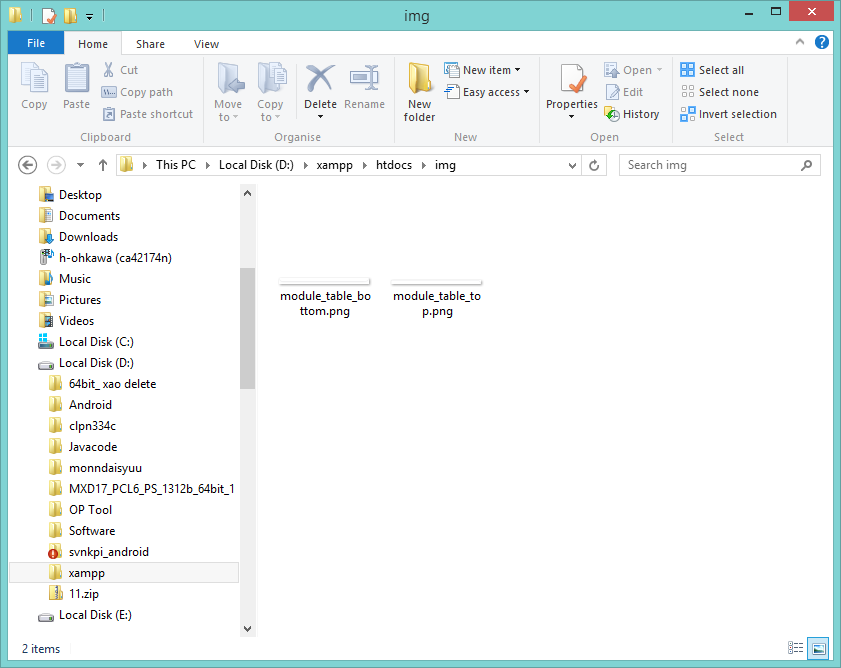 img
File Home Share View
Copy
Paste
Cut
Copy path
Paste shortcut
Clipboard
Move
to
Copy
to
Delete
Rename
Organise
New
folder
New item
Easy access
New
Properties
Open
Edit
History
Open
Select all
Select none
Invert selection
Select
This PC Local Disk (D:) xampp htdocs img
Search img
Desktop
Documents
Downloads
h-ohkawa (ca42174n)
Music
Pictures
Videos
Local Disk (C:)
Local Disk (D:)
64bit_ xao delete
Android
clpn334c
Javacode
monndaisyuu
MXD17_PCL6_PS_1312b_64bit_1
OP Tool
Software
svnkpi_android
xampp
11.zip
Local Disk (E:)
module_table_bo
ttom.png
module_table_to
p.png
2 items